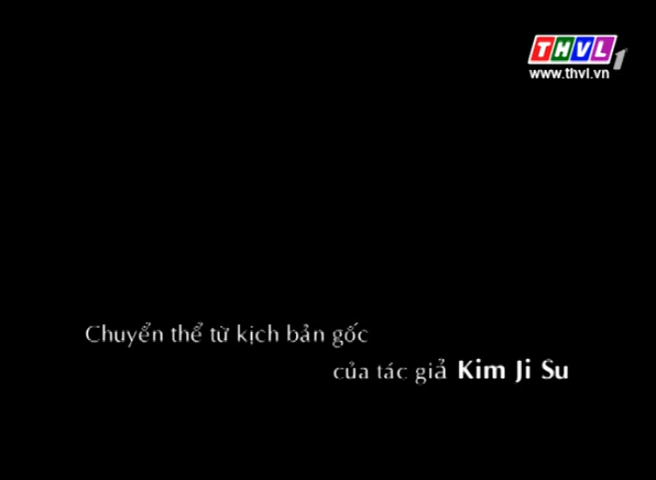 THVL1
www.thvl.vn
Chuyển thể từ kịch bản gốc
của tác giả Kim Ji Su